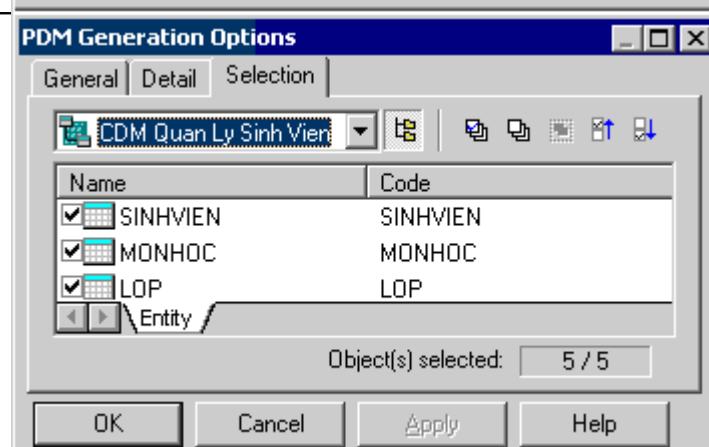 PDM Generation Options
General Detail Selection
CDM Quan Ly Sinh Vien
Name Code
SINHVIEN SINHVIEN
MONHOC MONHOC
LOP LOP
Entity
Object(s) selected: 5 / 5
OK Cancel Apply Help